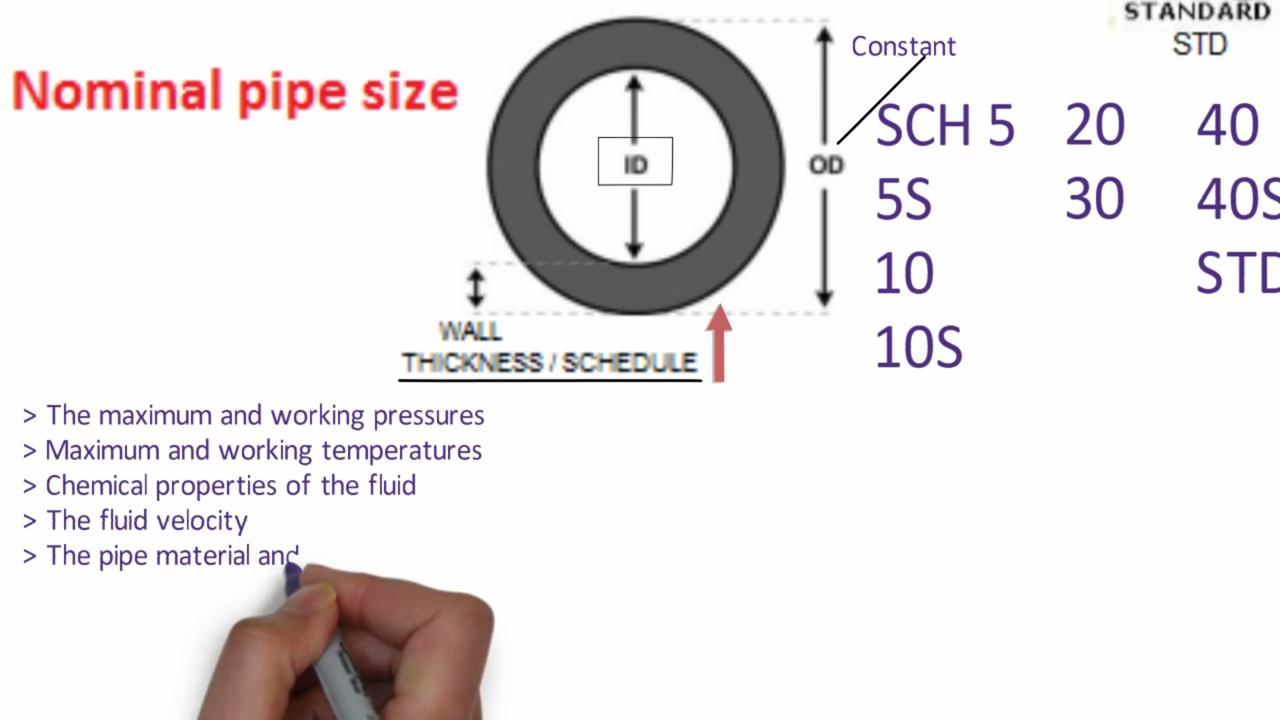 STANDARD
STD
Nominal pipe size
Constant
ID
OD
SCH 5 20 40
5S 30 40S
10 STD
10S
WALL
THICKNESS / SCHEDULE
> The maximum and working pressures
> Maximum and working temperatures
> Chemical properties of the fluid
> The fluid velocity
> The pipe material and